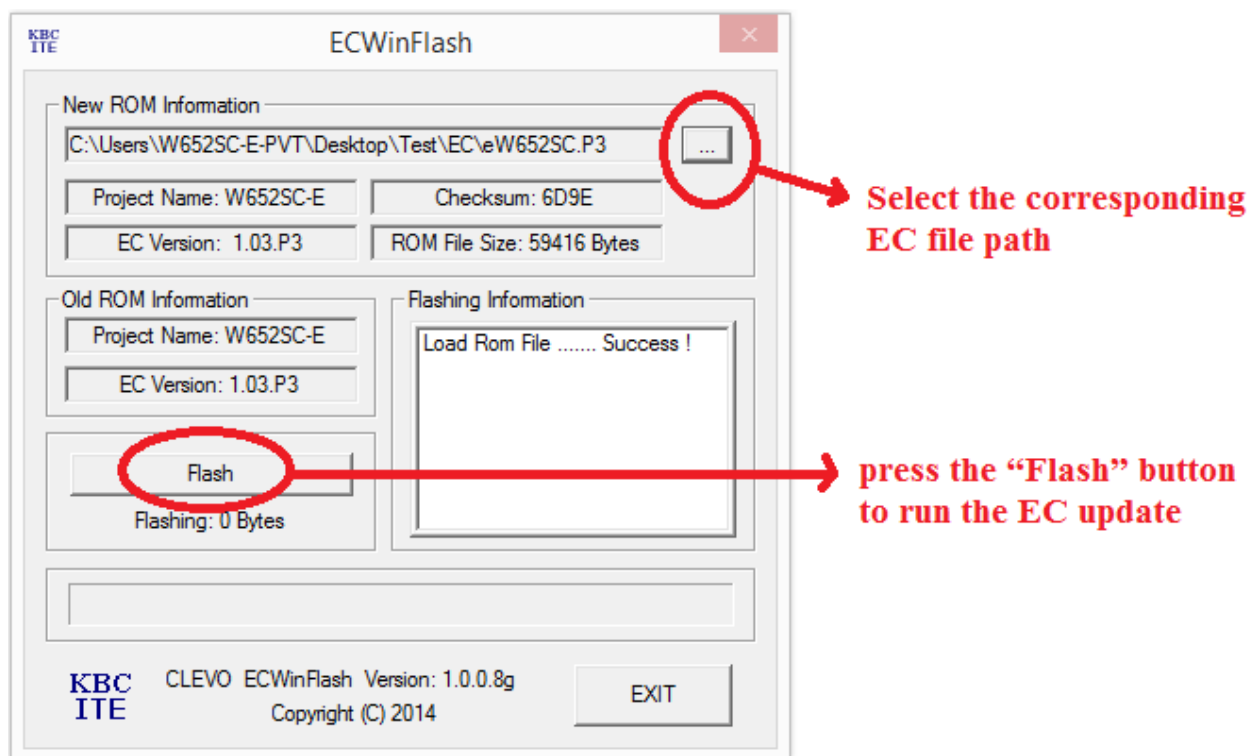 KBC
ITE
ECWinFlash
New ROM Information
C:\Users\W652SC-E-PVT\Desktop\Test\EC\eW652SC.P3
...
Project Name: W652SC-E
Checksum: 6D9E
EC Version: 1.03.P3
ROM File Size: 59416 Bytes
Select the corresponding
EC file path
Old ROM Information
Project Name: W652SC-E
EC Version: 1.03.P3
Flashing Information
Load Rom File ....... Success !
Flash
Flashing: 0 Bytes
press the “Flash” button
to run the EC update
KBC
ITE
CLEVO ECWinFlash Version: 1.0.0.8g
Copyright (C) 2014
EXIT